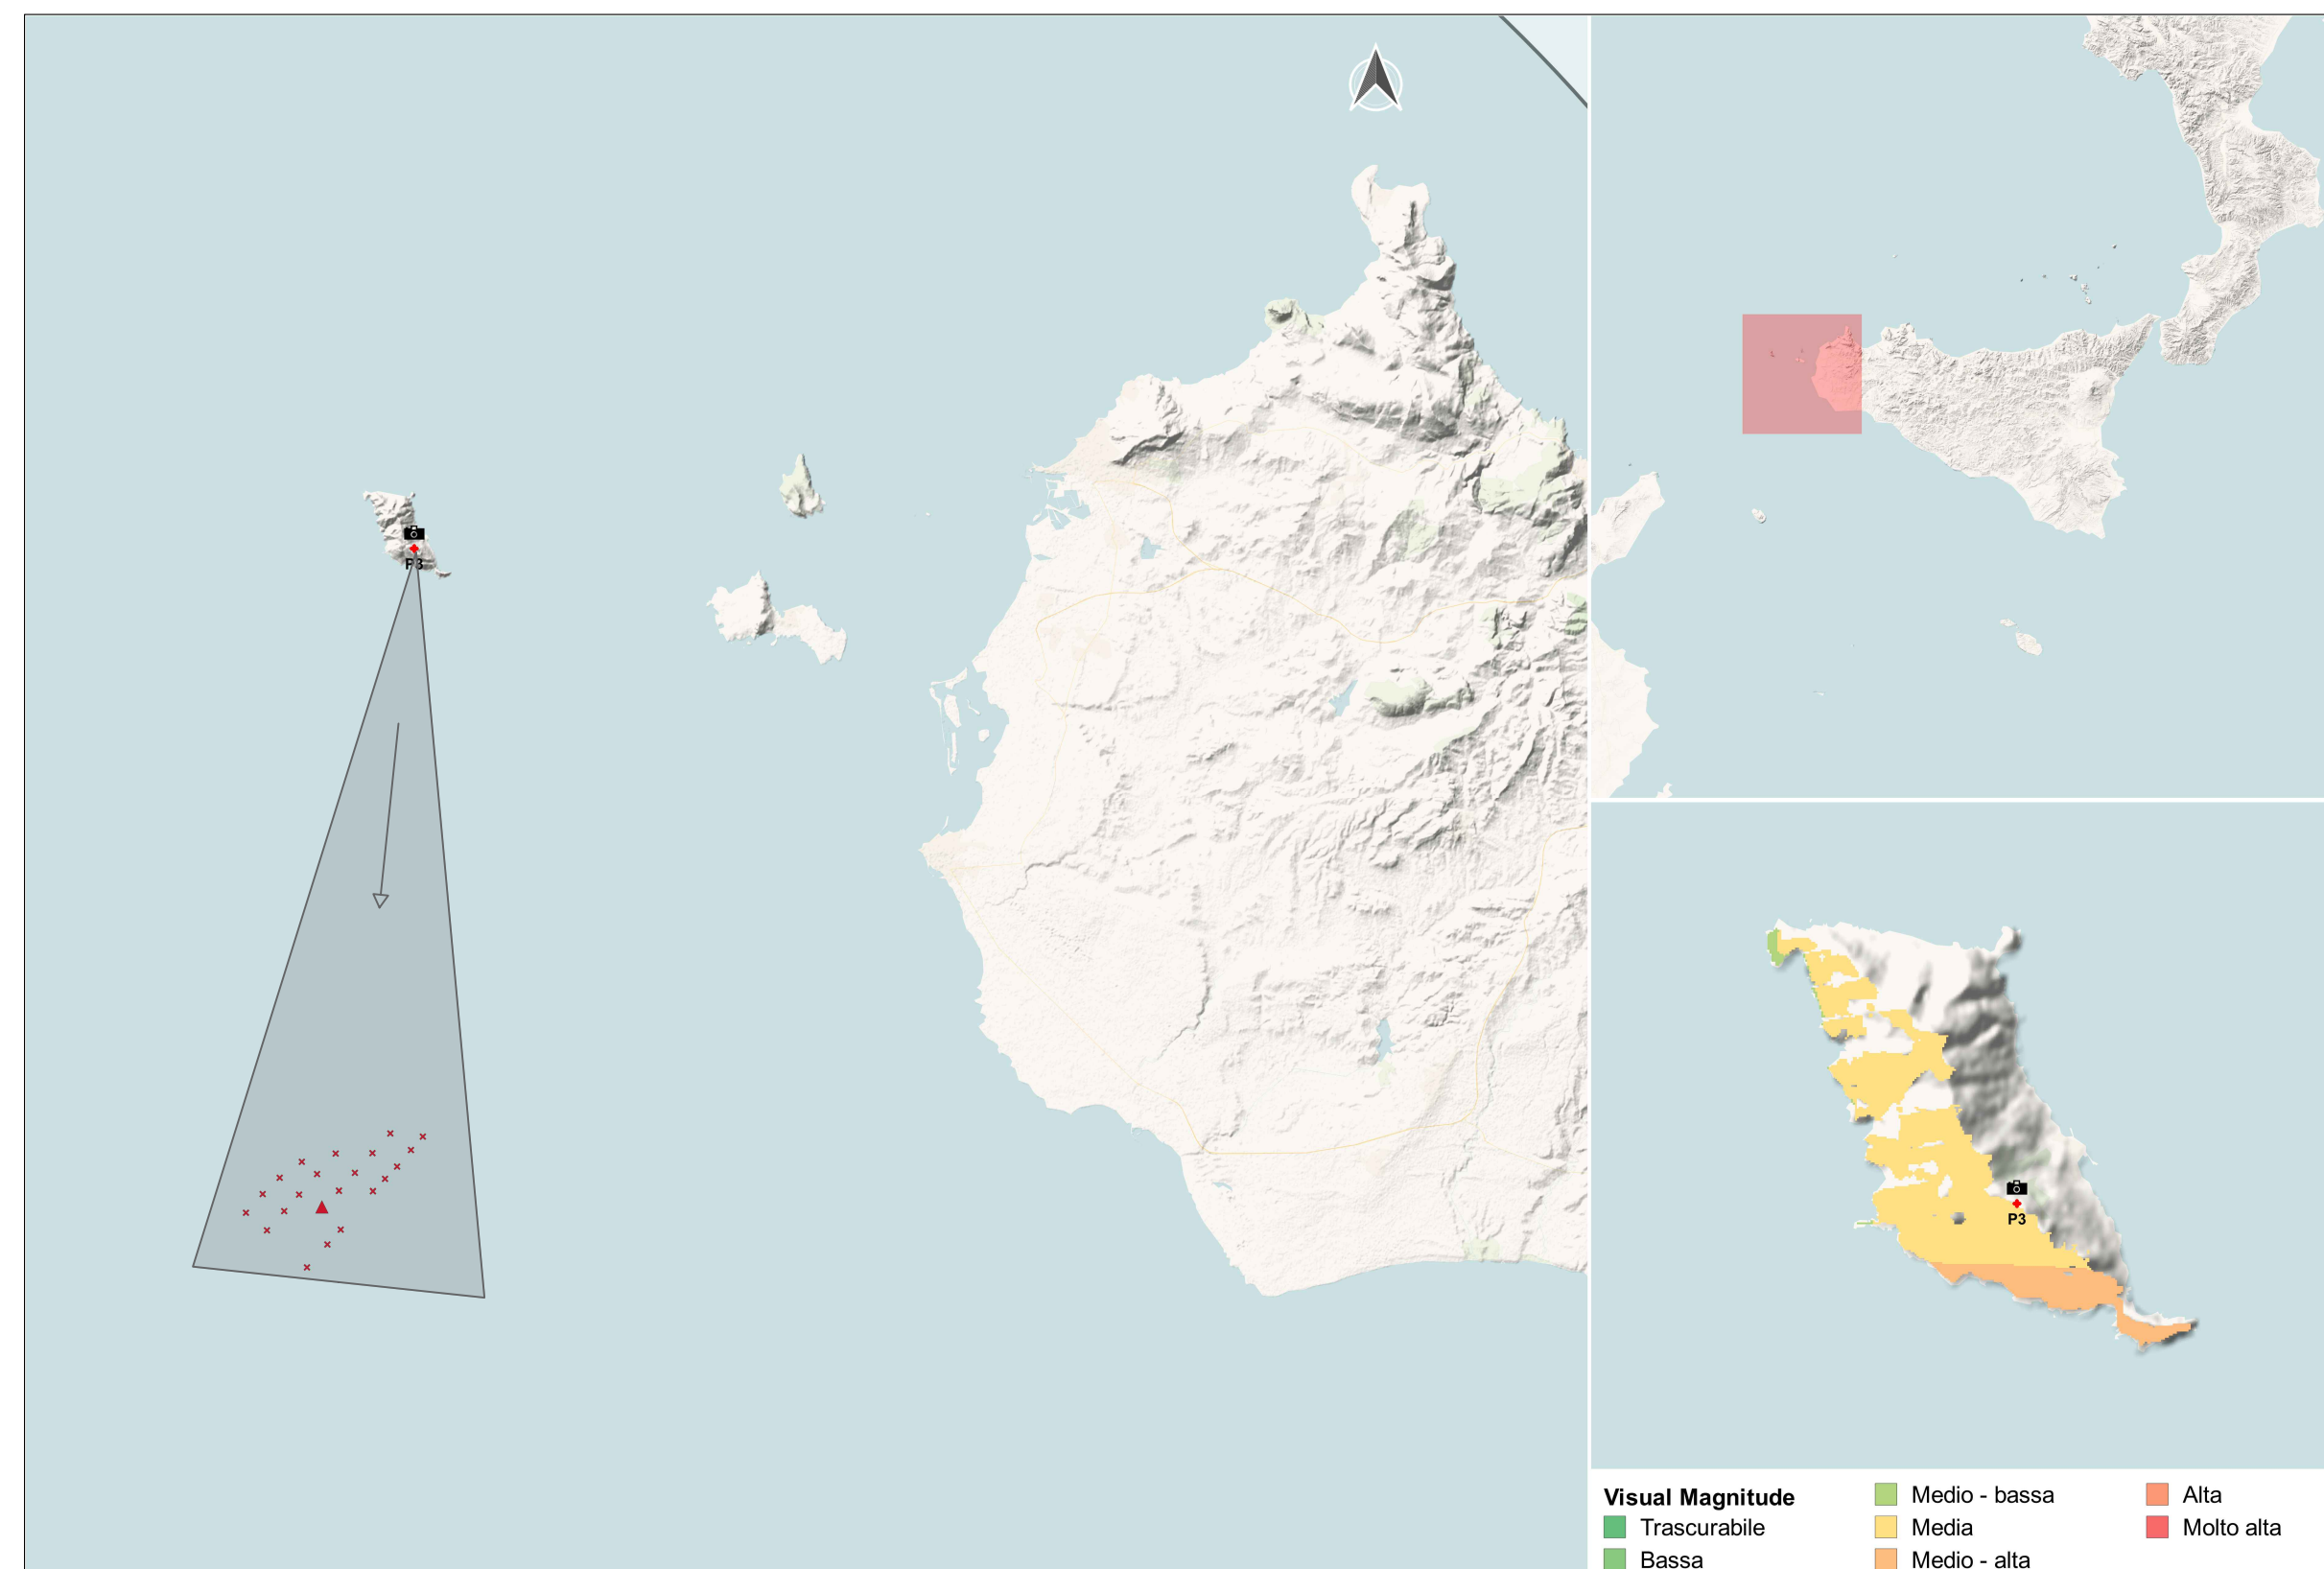 P3
P3
Visual Magnitude
Trascurabile
Bassa
Medio - bassa
Media
Medio - alta
Alta
Molto alta